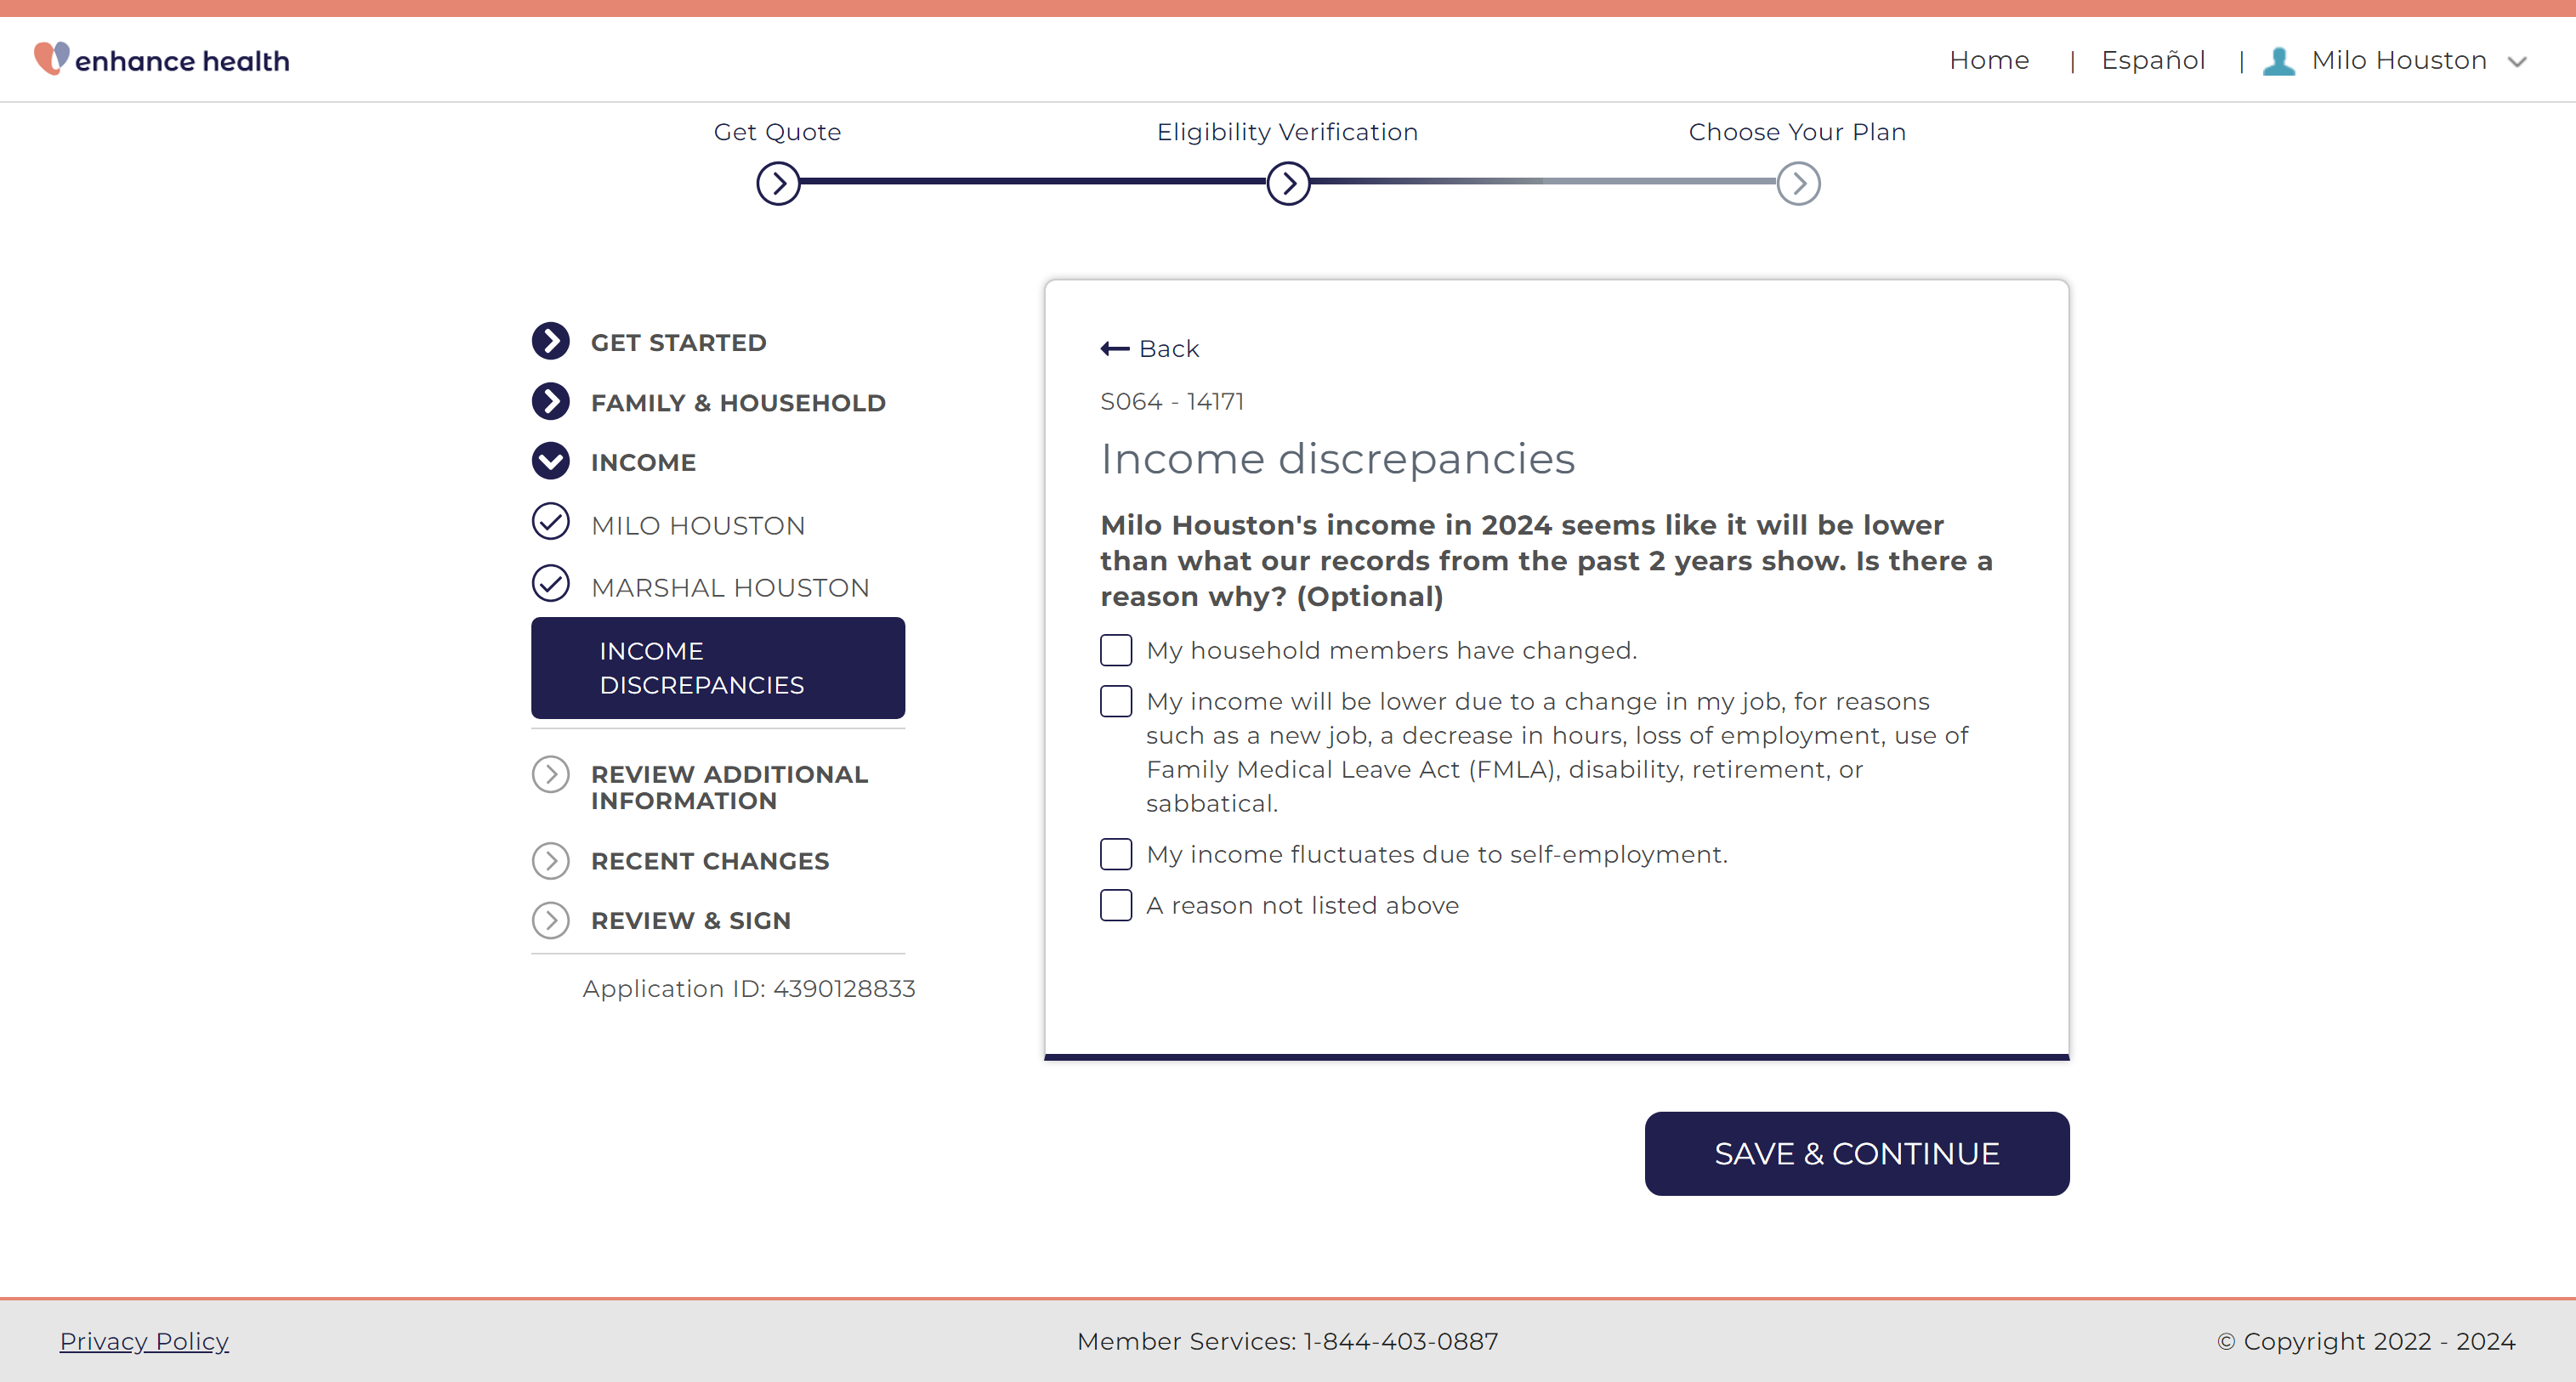 enhance health
Home | Español | Milo Houston
Get Quote
Eligibility Verification
Choose Your Plan
GET STARTED
FAMILY & HOUSEHOLD
INCOME
MILO HOUSTON
MARSHAL HOUSTON
INCOME
DISCREPANCIES
REVIEW ADDITIONAL
INFORMATION
RECENT CHANGES
REVIEW & SIGN
Application ID: 4390128833
Back
S064 - 14171
Income discrepancies
Milo Houston's income in 2024 seems like it will be lower
than what our records from the past 2 years show. Is there a
reason why? (Optional)
My household members have changed.
My income will be lower due to a change in my job, for reasons
such as a new job, a decrease in hours, loss of employment, use of
Family Medical Leave Act (FMLA), disability, retirement, or
sabbatical.
My income fluctuates due to self-employment.
A reason not listed above
SAVE & CONTINUE
Privacy Policy
Member Services: 1-844-403-0887
© Copyright 2022 - 2024